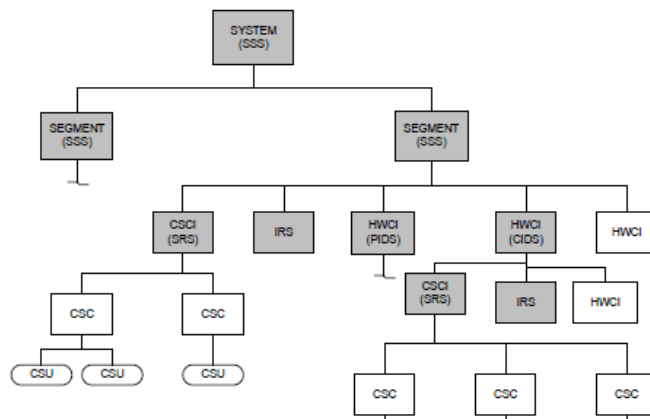 SYSTEM
(SSS)
SEGMENT
(SSS)
SEGMENT
(SSS)
CSCI
(SRS)
IRS
HWCI
(PIDS)
HWCI
(CIDS)
HWCI
CSCI
(SRS)
IRS
HWCI
CSC
CSC
CSU
CSU
CSU
CSC
CSC
CSC